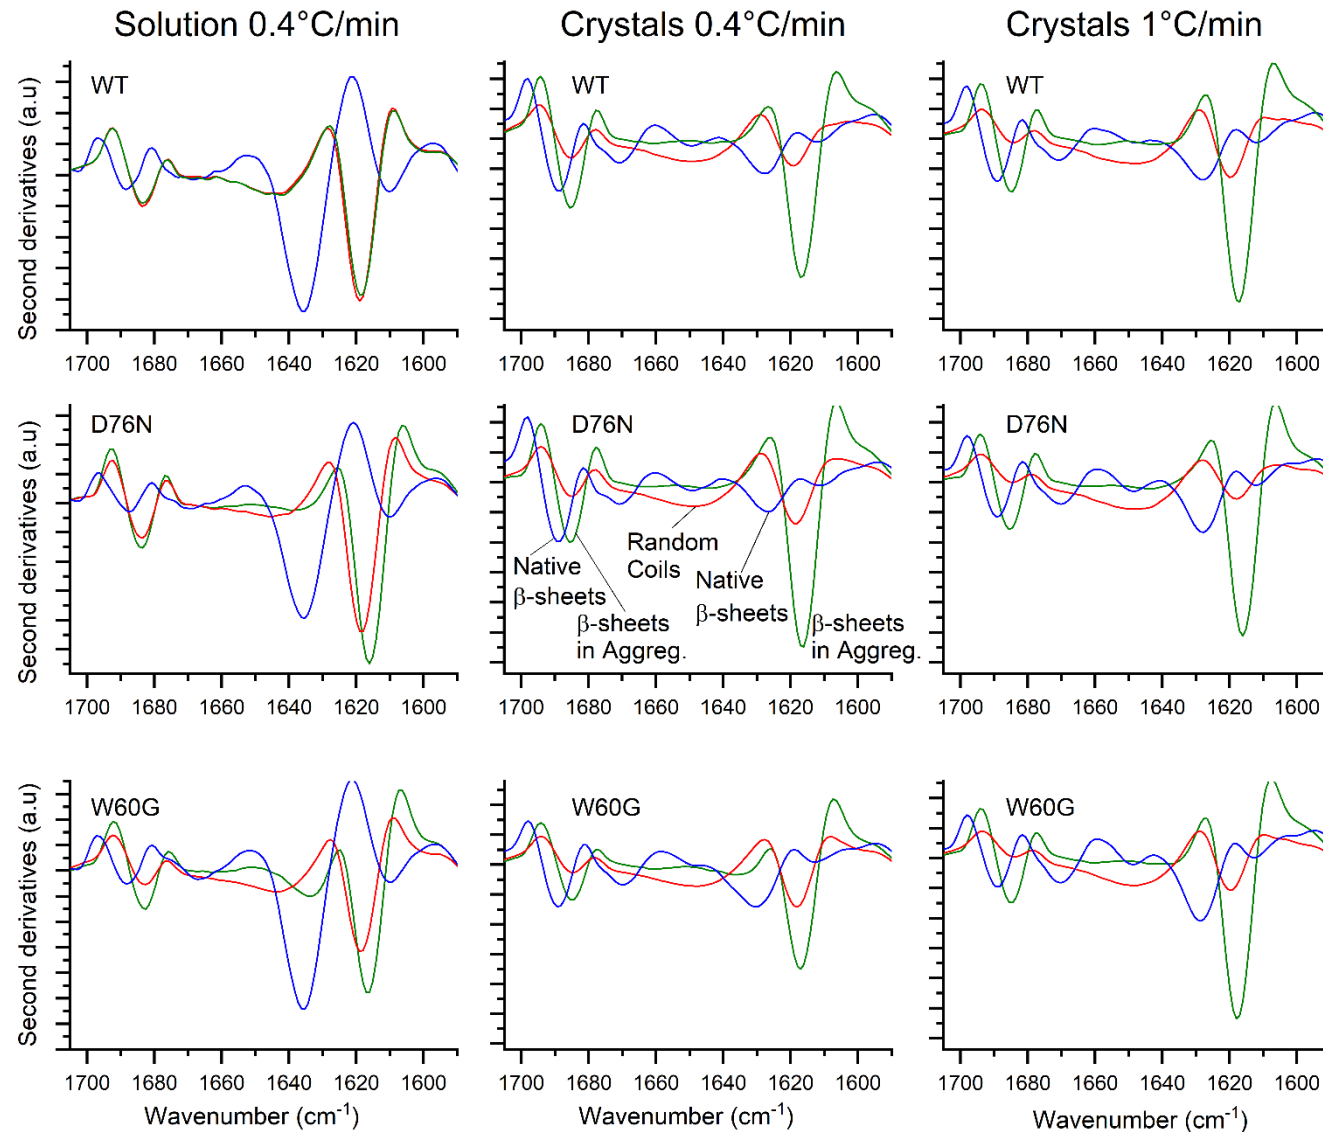 Solution 0.4°C/min Crystals 0.4°C/min Crystals 1°C/min
Second derivatives (a.u)
WT
WT
WT
1700 1680 1660 1640 1620 1600
1700 1680 1660 1640 1620 1600
1700 1680 1660 1640 1620 1600
Second derivatives (a.u)
D76N
D76N
Native
β-sheets
β-sheets
in Aggreg.
Random
Coils
Native
β-sheets
β-sheets
in Aggreg.
D76N
1700 1680 1660 1640 1620 1600
1700 1680 1660 1640 1620 1600
1700 1680 1660 1640 1620 1600
Second derivatives (a.u)
W60G
W60G
W60G
1700 1680 1660 1640 1620 1600
1700 1680 1660 1640 1620 1600
1700 1680 1660 1640 1620 1600
Wavenumber (cm⁻¹)
Wavenumber (cm⁻¹)
Wavenumber (cm⁻¹)